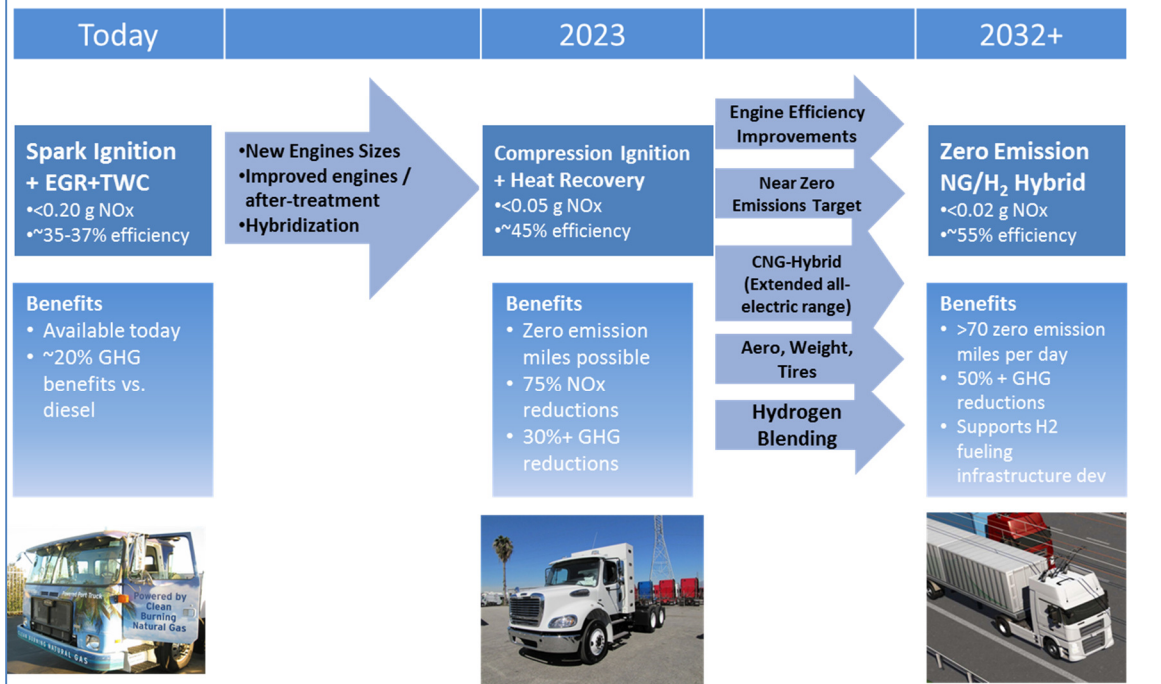 Today
2023
2032+
Spark Ignition
+ EGR+TWC
•<0.20 g NOx
•~35-37% efficiency
•New Engines Sizes
•Improved engines /
after-treatment
•Hybridization
Compression Ignition
+ Heat Recovery
•<0.05 g NOx
•~45% efficiency
Engine Efficiency
Improvements
Near Zero
Emissions Target
CNG-Hybrid
(Extended all-
electric range)
Aero, Weight,
Tires
Hydrogen
Blending
Zero Emission
NG/H₂ Hybrid
•<0.02 g NOx
•~55% efficiency
Benefits
• Available today
• ~20% GHG
benefits vs.
diesel
Benefits
• Zero emission
miles possible
• 75% NOx
reductions
• 30%+ GHG
reductions
Benefits
• >70 zero emission
miles per day
• 50% + GHG
reductions
• Supports H2
fueling
infrastructure dev
Powered by
Clean
Burning
Natural Gas
BURNING NATURAL GAS